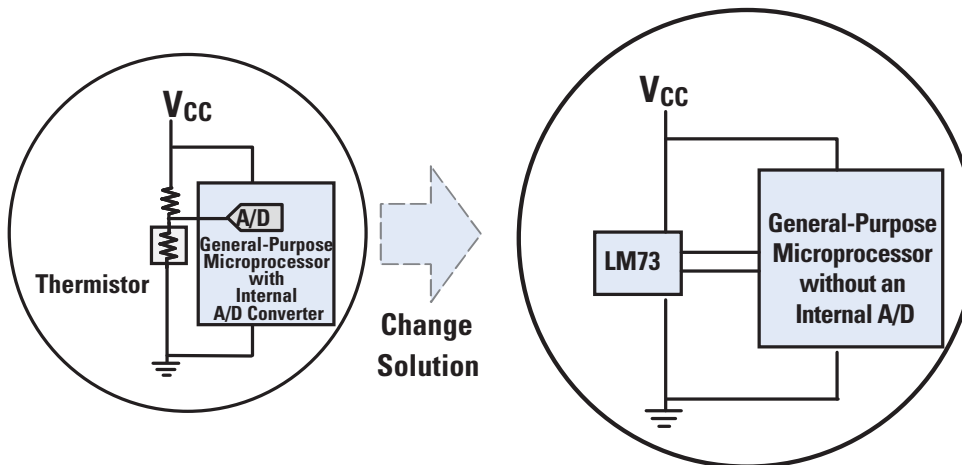 VCC
A/D
General-Purpose
Microprocessor
with
Internal
A/D Converter
Thermistor
Change
Solution
VCC
LM73
General-Purpose
Microprocessor
without an
Internal A/D